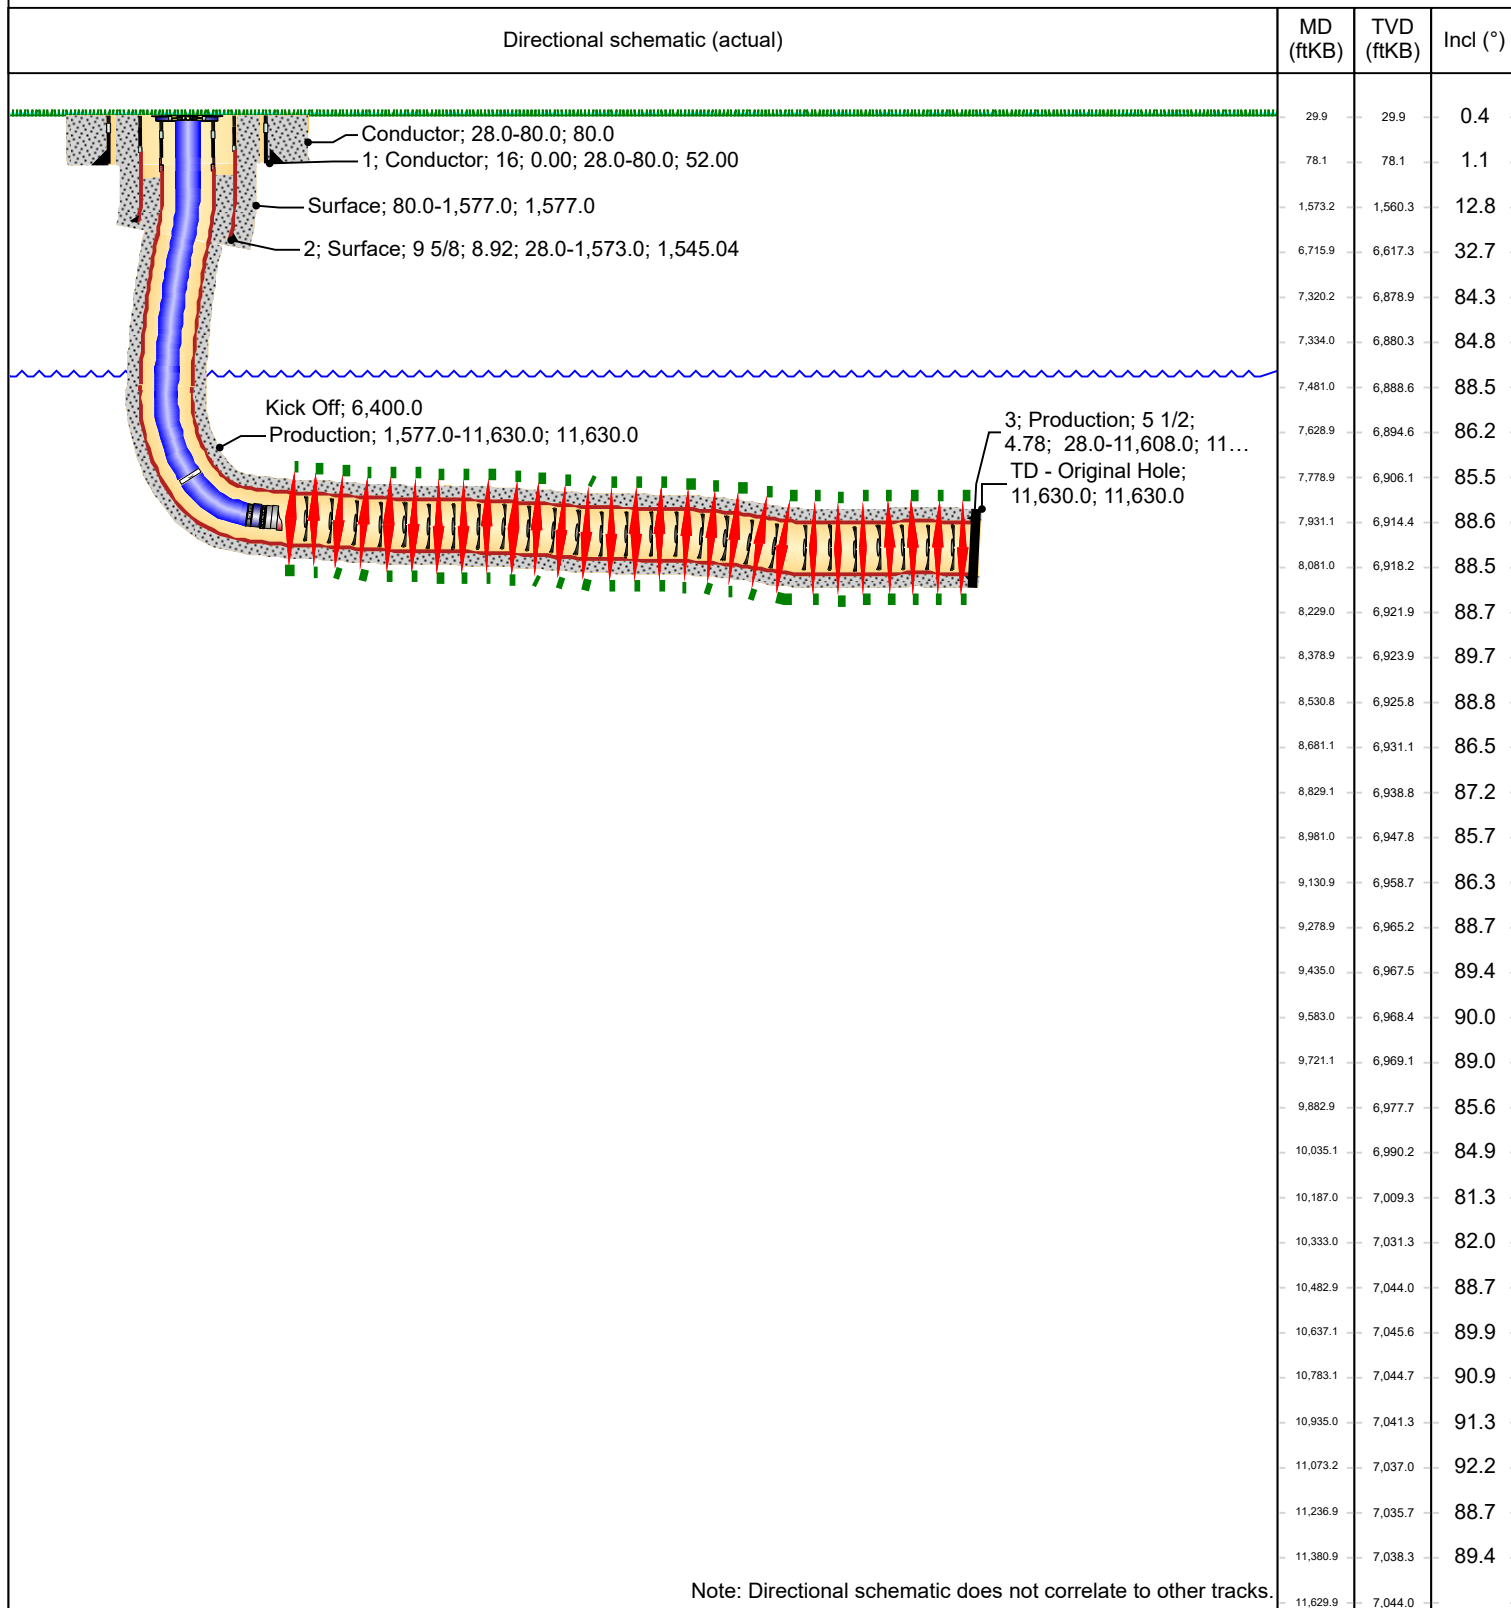 Directional schematic (actual)
MD (ftKB)
TVD (ftKB)
Incl (°)
Conductor; 28.0-80.0; 80.0
1; Conductor; 16; 0.00; 28.0-80.0; 52.00
Surface; 80.0-1,577.0; 1,577.0
2; Surface; 9 5/8; 8.92; 28.0-1,573.0; 1,545.04
Kick Off; 6,400.0
Production; 1,577.0-11,630.0; 11,630.0
3; Production; 5 1/2;
4.78; 28.0-11,608.0; 11…
TD - Original Hole;
11,630.0; 11,630.0
29.9 29.9 0.4
78.1 78.1 1.1
1,573.2 1,560.3 12.8
6,715.9 6,617.3 32.7
7,320.2 6,878.9 84.3
7,334.0 6,880.3 84.8
7,481.0 6,888.6 88.5
7,628.9 6,894.6 86.2
7,778.9 6,906.1 85.5
7,931.1 6,914.4 88.6
8,081.0 6,918.2 88.5
8,229.0 6,921.9 88.7
8,378.9 6,923.9 89.7
8,530.8 6,925.8 88.8
8,681.1 6,931.1 86.5
8,829.1 6,938.8 87.2
8,981.0 6,947.8 85.7
9,130.9 6,958.7 86.3
9,278.9 6,965.2 88.7
9,435.0 6,967.5 89.4
9,583.0 6,968.4 90.0
9,721.1 6,969.1 89.0
9,882.9 6,977.7 85.6
10,035.1 6,990.2 84.9
10,187.0 7,009.3 81.3
10,333.0 7,031.3 82.0
10,482.9 7,044.0 88.7
10,637.1 7,045.6 89.9
10,783.1 7,044.7 90.9
10,935.0 7,041.3 91.3
11,073.2 7,037.0 92.2
11,236.9 7,035.7 88.7
11,380.9 7,038.3 89.4
11,629.9 7,044.0
Note: Directional schematic does not correlate to other tracks.